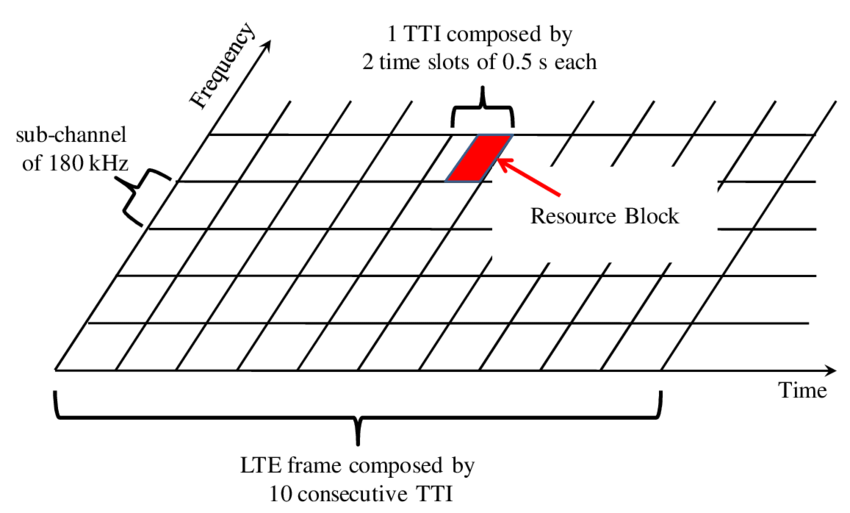 Frequency
1 TTI composed by
2 time slots of 0.5 s each
sub-channel
of 180 kHz
Resource Block
Time
LTE frame composed by
10 consecutive TTI